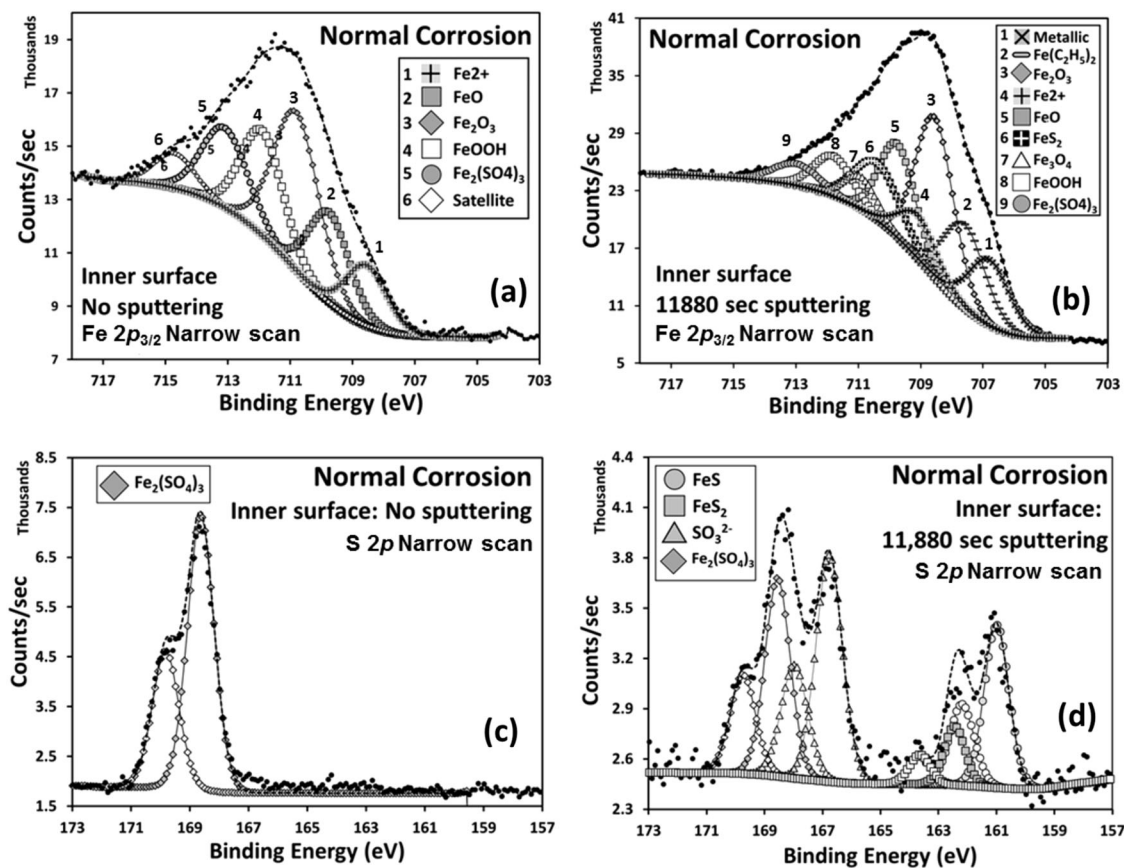 Thousands
Counts/sec
19
17
15
13
11
9
7
Normal Corrosion
1 Fe2+
2 FeO
3 Fe₂O₃
4 FeOOH
5 Fe₂(SO4)₃
6 Satellite
6
5
4
3
2
1
6
5
Inner surface
No sputtering
Fe 2p₃/₂ Narrow scan
(a)
717 715 713 711 709 707 705 703
Binding Energy (eV)
Thousands
Counts/sec
41
36
31
26
21
16
11
5
Normal Corrosion
1 Metallic
2 Fe(C₂H₅)₂
3 Fe₂O₃
4 Fe2+
5 FeO
6 FeS₂
7 Fe₃O₄
8 FeOOH
9 Fe₂(SO4)₃
9
8
7
6
5
4
3
2
1
Inner surface
11880 sec sputtering
Fe 2p₃/₂ Narrow scan
(b)
717 715 713 711 709 707 705 703
Binding Energy (eV)
Thousands
Counts/sec
8.5
7.5
5.5
4.5
3.5
2.5
1.5
Fe₂(SO₄)₃
Normal Corrosion
Inner surface: No sputtering
S 2p Narrow scan
(c)
173 171 169 167 165 163 161 159 157
Binding Energy (eV)
Thousands
Counts/sec
4.4
4.1
3.8
3.5
3.2
2.9
2.6
2.3
FeS
FeS₂
SO₃²⁻
Fe₂(SO₄)₃
Normal Corrosion
Inner surface:
11,880 sec sputtering
S 2p Narrow scan
(d)
173 171 169 167 165 163 161 159 157
Binding Energy (eV)